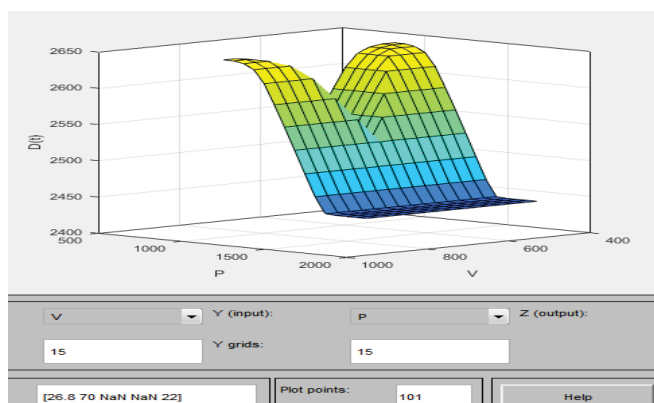 2650
2600
2550
2500
2450
2400
D(t)
500
1000
1500
2000
P
1000
800
600
400
V
V
Y (input):
P
Z (output):
15
Y grids:
15
[26.8 70 NaN NaN 22]
Plot points:
101
Help